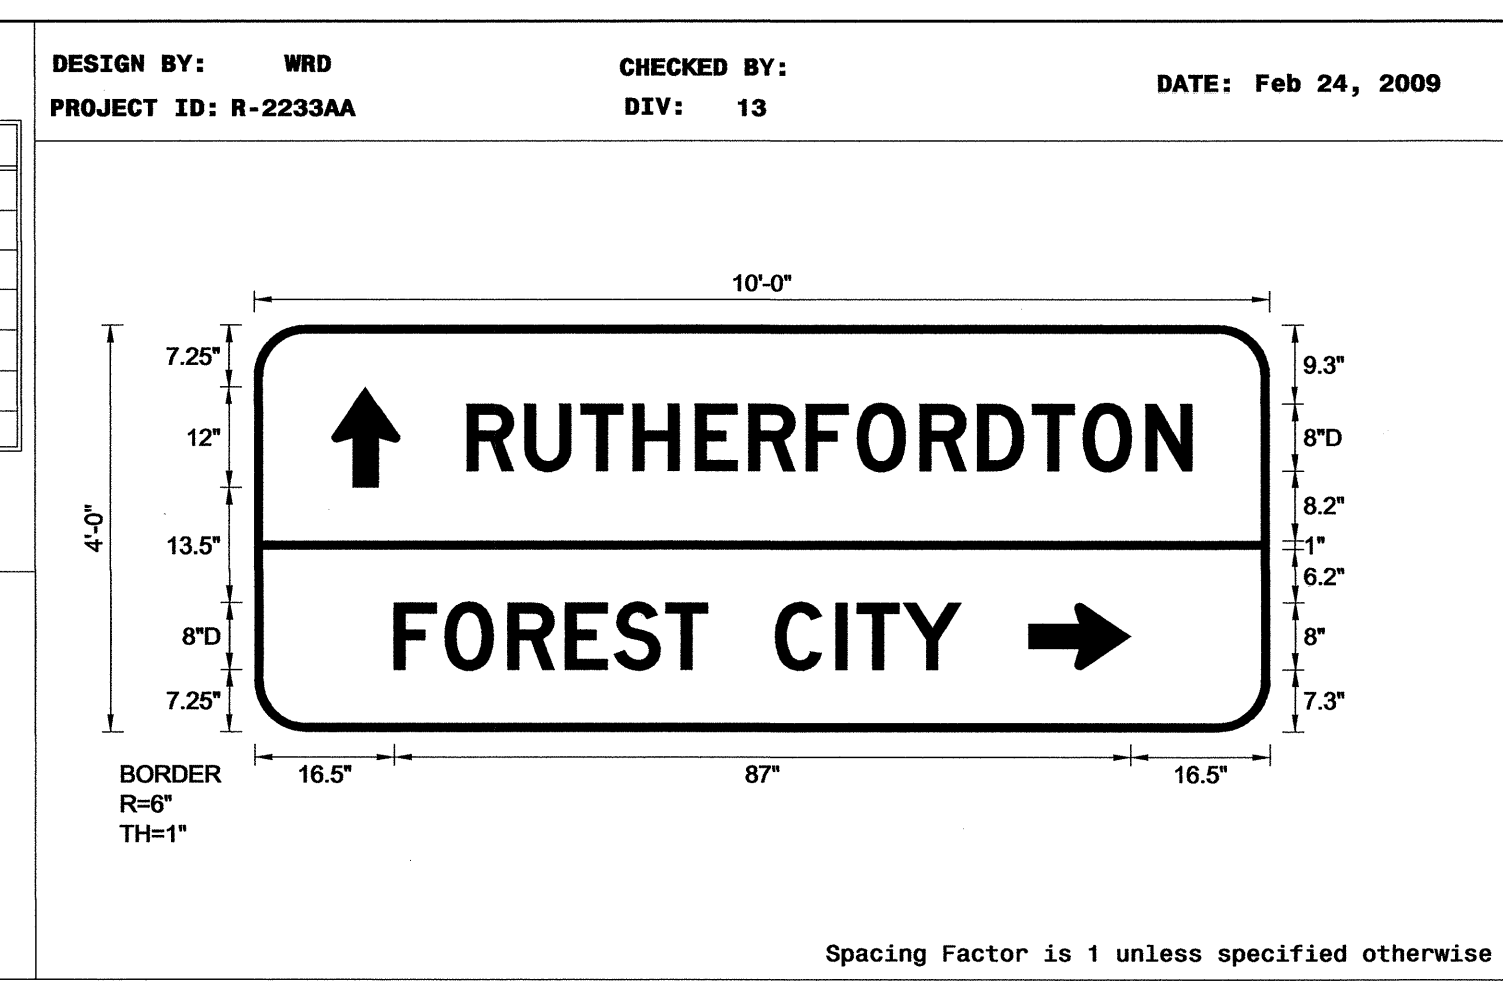 DESIGN BY: WRD
CHECKED BY:
DATE: Feb 24, 2009
PROJECT ID: R-2233AA
DIV: 13
10'-0"
7.25"
9.3"
12"
RUTHERFORDTON
8"D
8.2"
4'-0"
13.5"
1"
6.2"
8"D
FOREST CITY
8"
7.25"
7.3"
16.5"
87"
16.5"
BORDER
R=6"
TH=1"
Spacing Factor is 1 unless specified otherwise